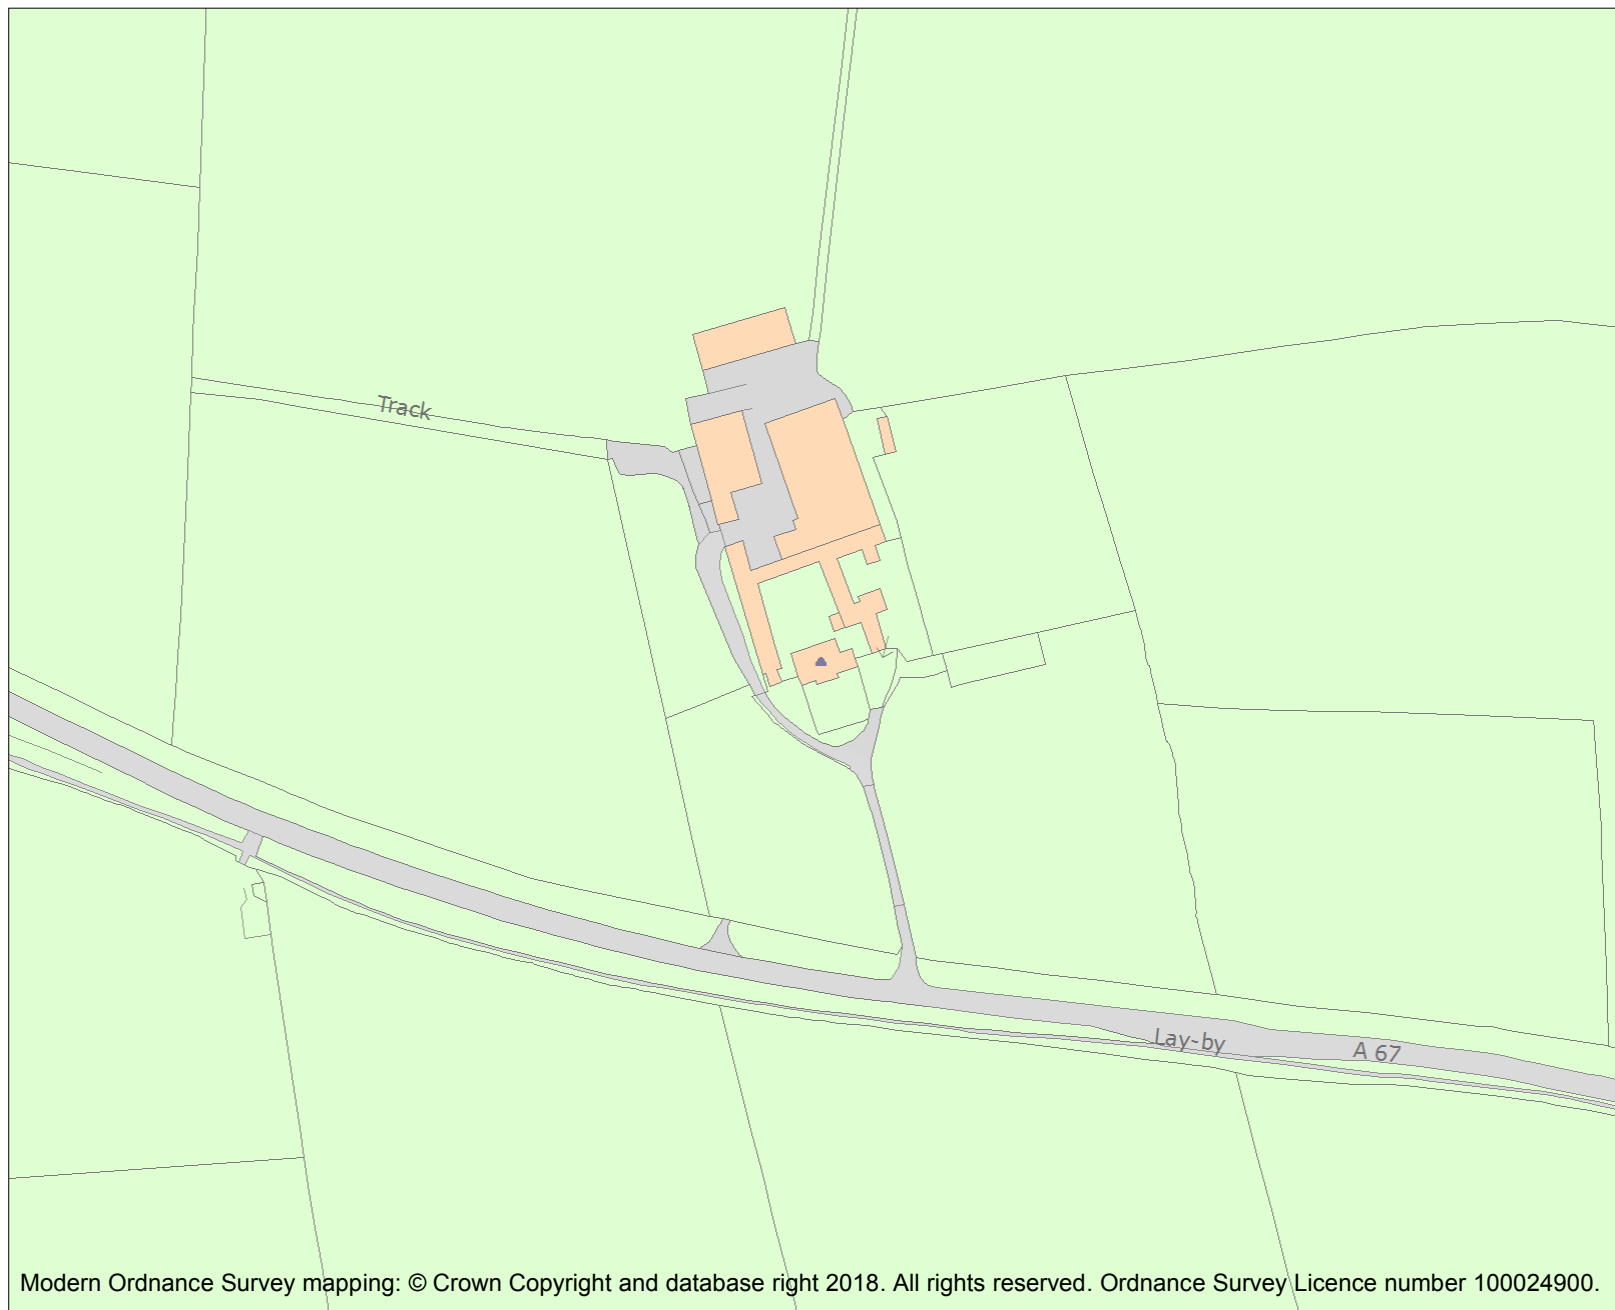 Track
Lay-by
A 67
Modern Ordnance Survey mapping: © Crown Copyright and database right 2018. All rights reserved. Ordnance Survey Licence number 100024900.